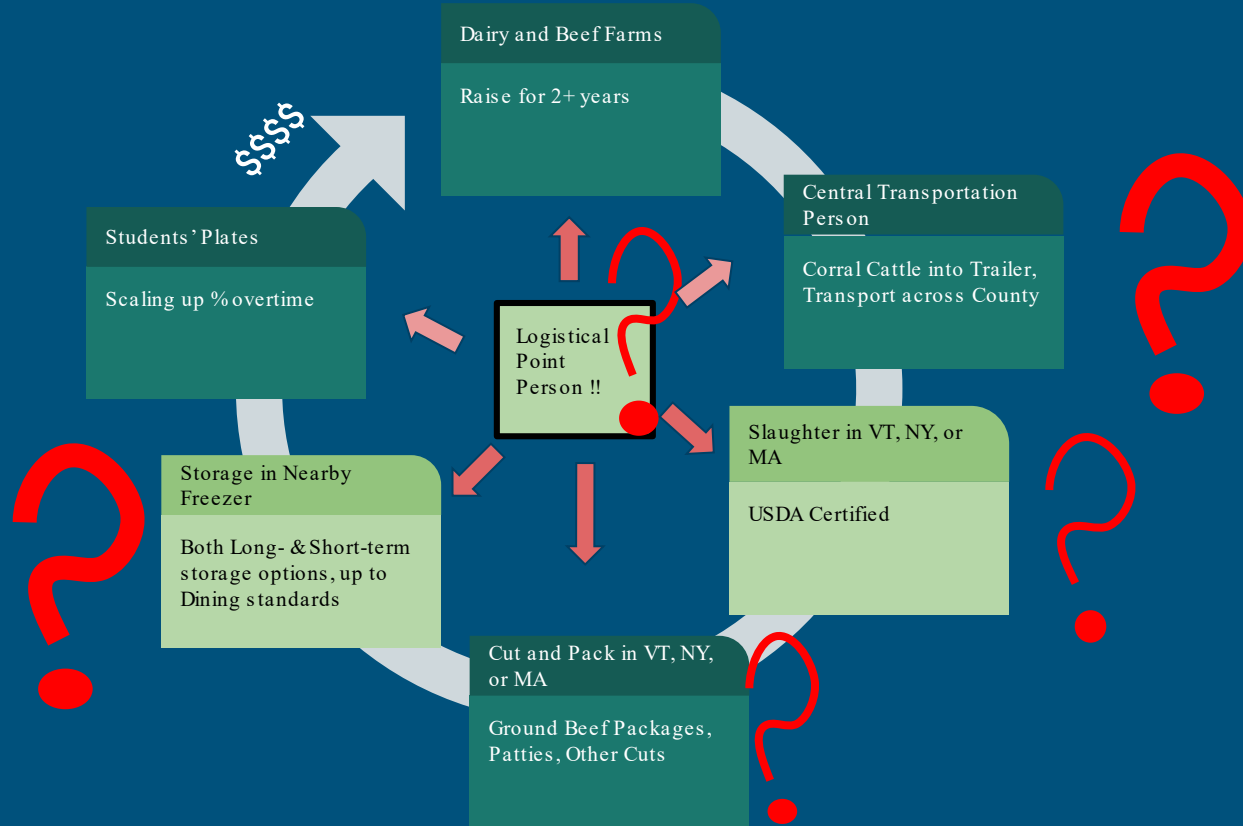 Dairy and Beef Farms
Raise for 2+ years
$$$$
Central Transportation
Person
Corral Cattle into Trailer,
Transport across County
Students’ Plates
Scaling up % overtime
Logistical
Point
Person !!
?
?
Slaughter in VT, NY, or
MA
USDA Certified
?
Storage in Nearby
Freezer
Both Long- & Short-term
storage options, up to
Dining standards
?
Cut and Pack in VT, NY,
or MA
Ground Beef Packages,
Patties, Other Cuts
?